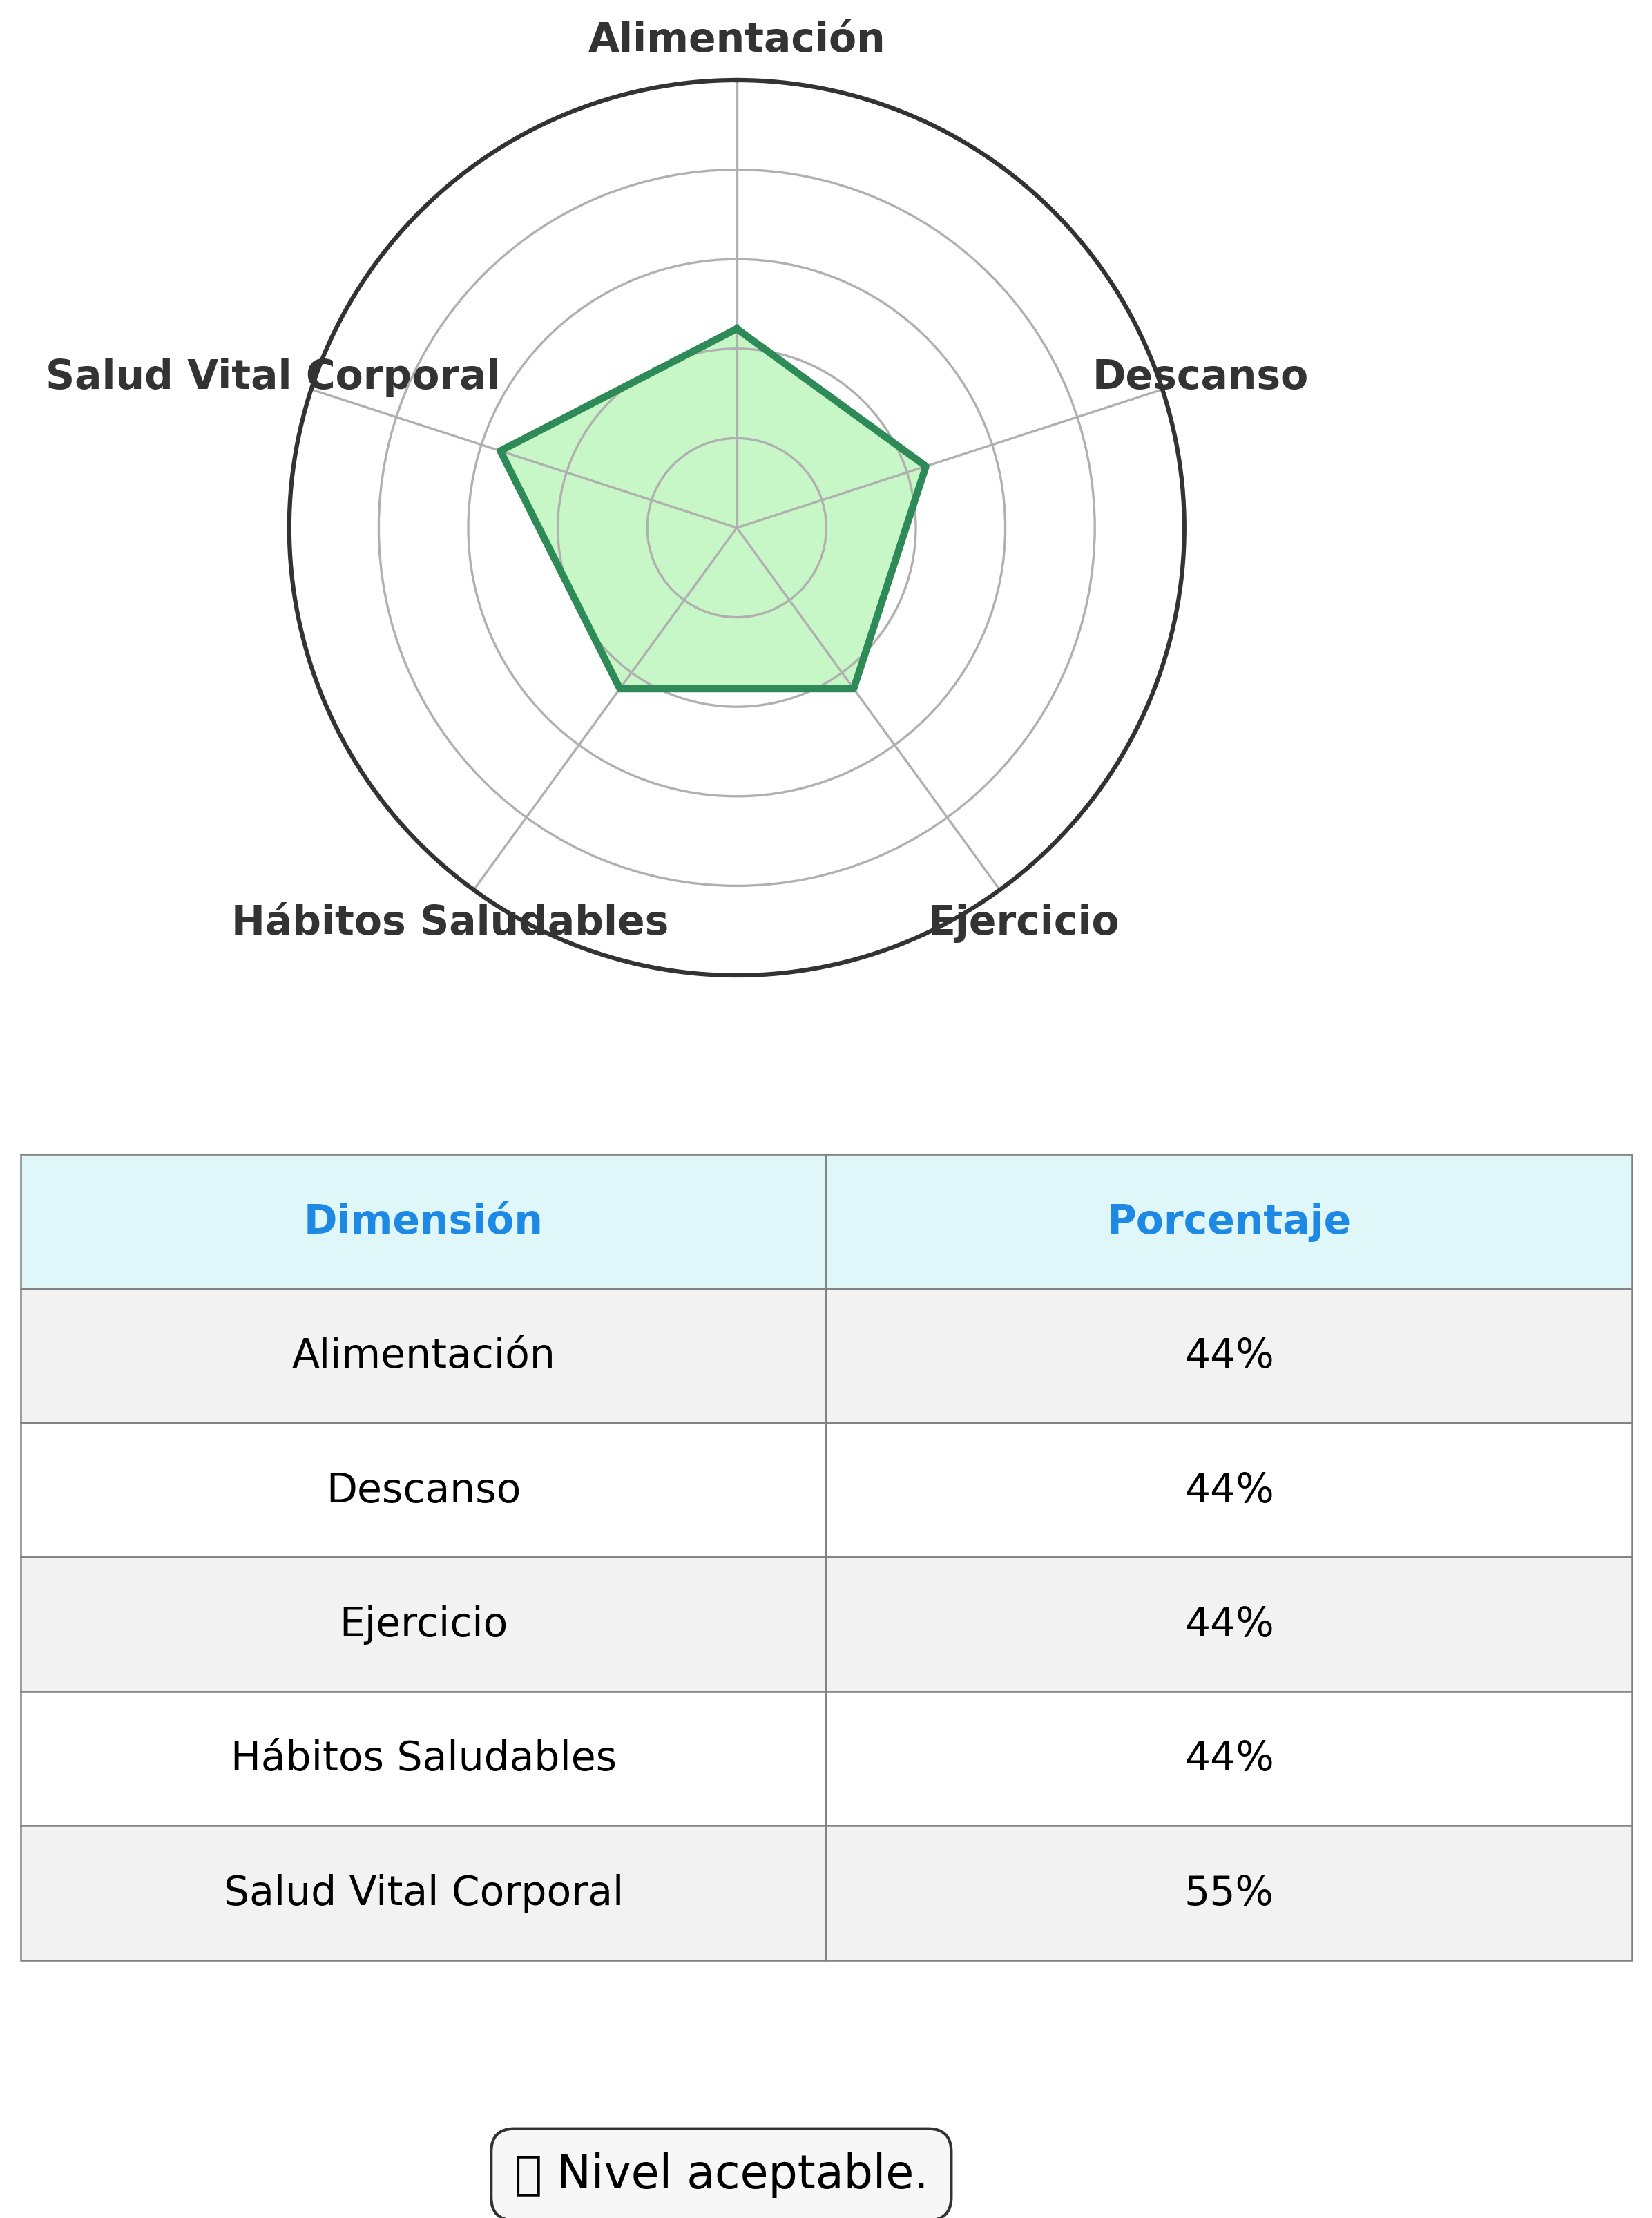 Alimentación
Salud Vital Corporal
Descanso
Hábitos Saludables
Ejercicio
Dimensión Porcentaje
Alimentación 44%
Descanso 44%
Ejercicio 44%
Hábitos Saludables 44%
Salud Vital Corporal 55%
Nivel aceptable.